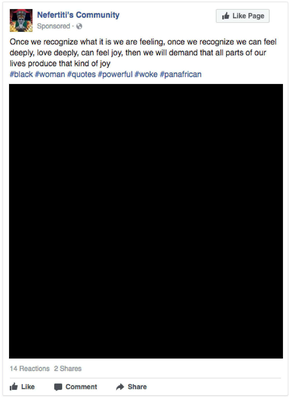 Nefertiti's Community
Like Page
Sponsored ·
Once we recognize what it is we are feeling, once we recognize we can feel
deeply, love deeply, can feel joy, then we will demand that all parts of our
lives produce that kind of joy
#black #woman #quotes #powerful #woke #panafrican
14 Reactions 2 Shares
Like Comment Share